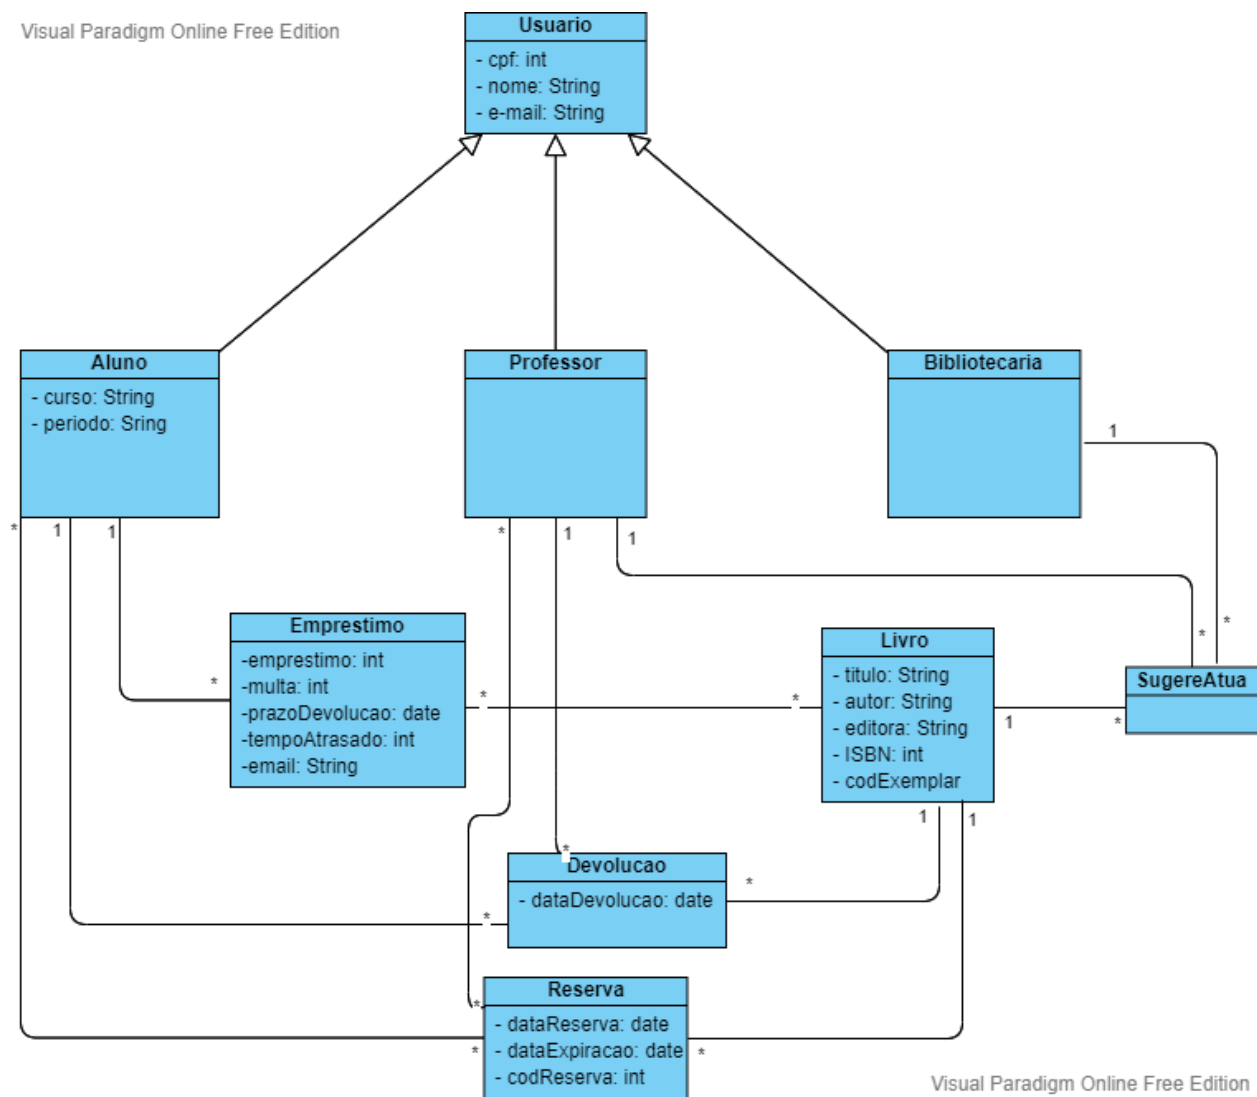 Visual Paradigm Online Free Edition
Usuario
- cpf: int
- nome: String
- e-mail: String
Aluno
- curso: String
- periodo: Sring
Professor
Bibliotecaria
1
* 1 1
* 1 1
Emprestimo
-emprestimo: int
-multa: int
-prazoDevolucao: date
-tempoAtrasado: int
-email: String
*
* *
Livro
- titulo: String
- autor: String
- editora: String
- ISBN: int
- codExemplar
* *
SugereAtua
1 *
1 1
*
Devolucao
- dataDevolucao: date
* *
Reserva
- dataReserva: date
- dataExpiracao: date
- codReserva: int
*
* *
Visual Paradigm Online Free Edition